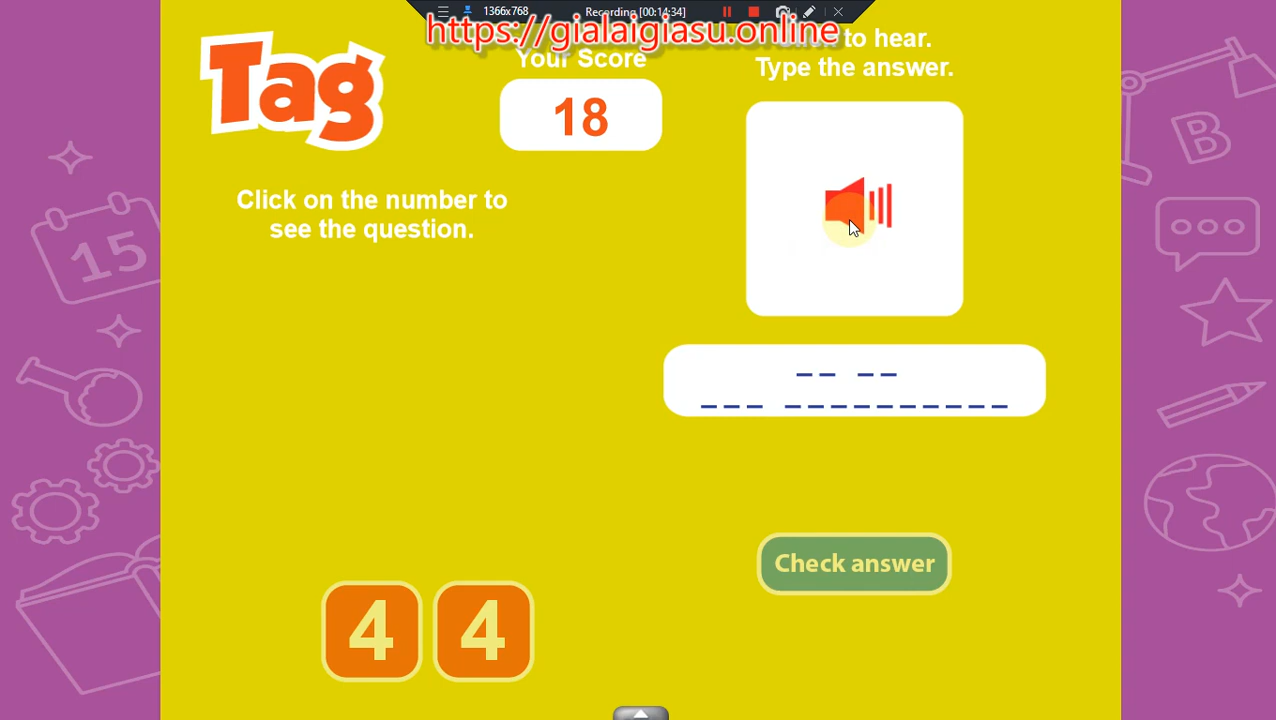 1366x768
Recording [00:14:34]
https://gialaigiasu.online
Tag
Your Score
18
to hear.
Type the answer.
Click on the number to
see the question.
Check answer
4 4
15
B